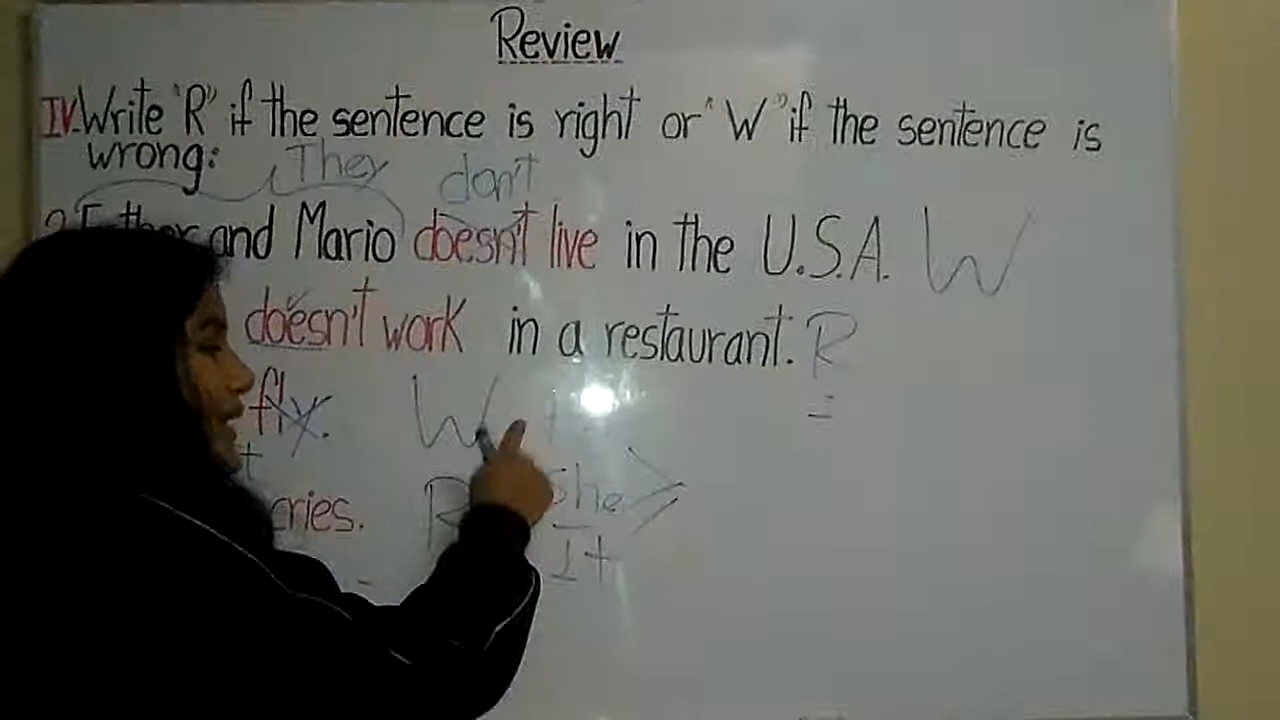 Review
IV. Write "R" if the sentence is right or "W" if the sentence is
wrong:
They don't
and Mario doesn't live in the U.S.A. W
doesn't work in a restaurant. R
fly. W
cries. R She
It